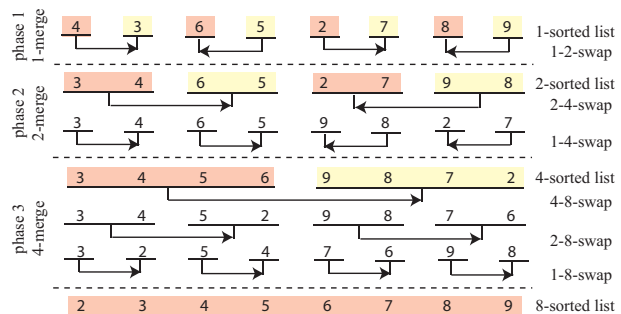 phase 1
1-merge
4 3 6 5 2 7 8 9
1-sorted list
1-2-swap
phase 2
2-merge
3 4 6 5 2 7 9 8
2-sorted list
2-4-swap
3 4 6 5 9 8 2 7
1-4-swap
phase 3
4-merge
3 4 5 6 9 8 7 2
4-sorted list
4-8-swap
3 4 5 2 9 8 7 6
2-8-swap
3 2 5 4 7 6 9 8
1-8-swap
2 3 4 5 6 7 8 9
8-sorted list